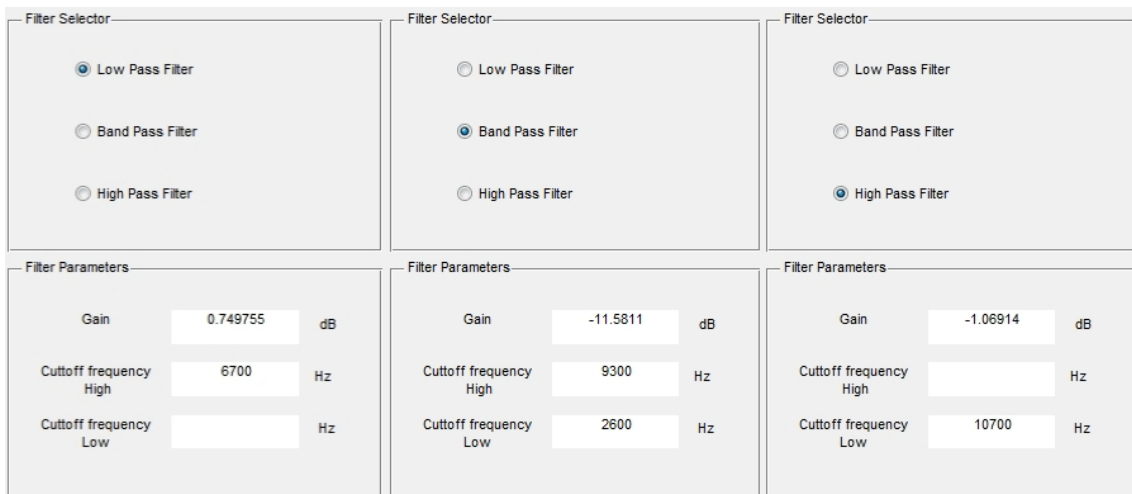 Filter Selector
Low Pass Filter
Band Pass Filter
High Pass Filter
Filter Parameters
Gain 0.749755 dB
Cuttoff frequency
High 6700 Hz
Cuttoff frequency
Low Hz
Filter Selector
Low Pass Filter
Band Pass Filter
High Pass Filter
Filter Parameters
Gain -11.5811 dB
Cuttoff frequency
High 9300 Hz
Cuttoff frequency
Low 2600 Hz
Filter Selector
Low Pass Filter
Band Pass Filter
High Pass Filter
Filter Parameters
Gain -1.06914 dB
Cuttoff frequency
High Hz
Cuttoff frequency
Low 10700 Hz